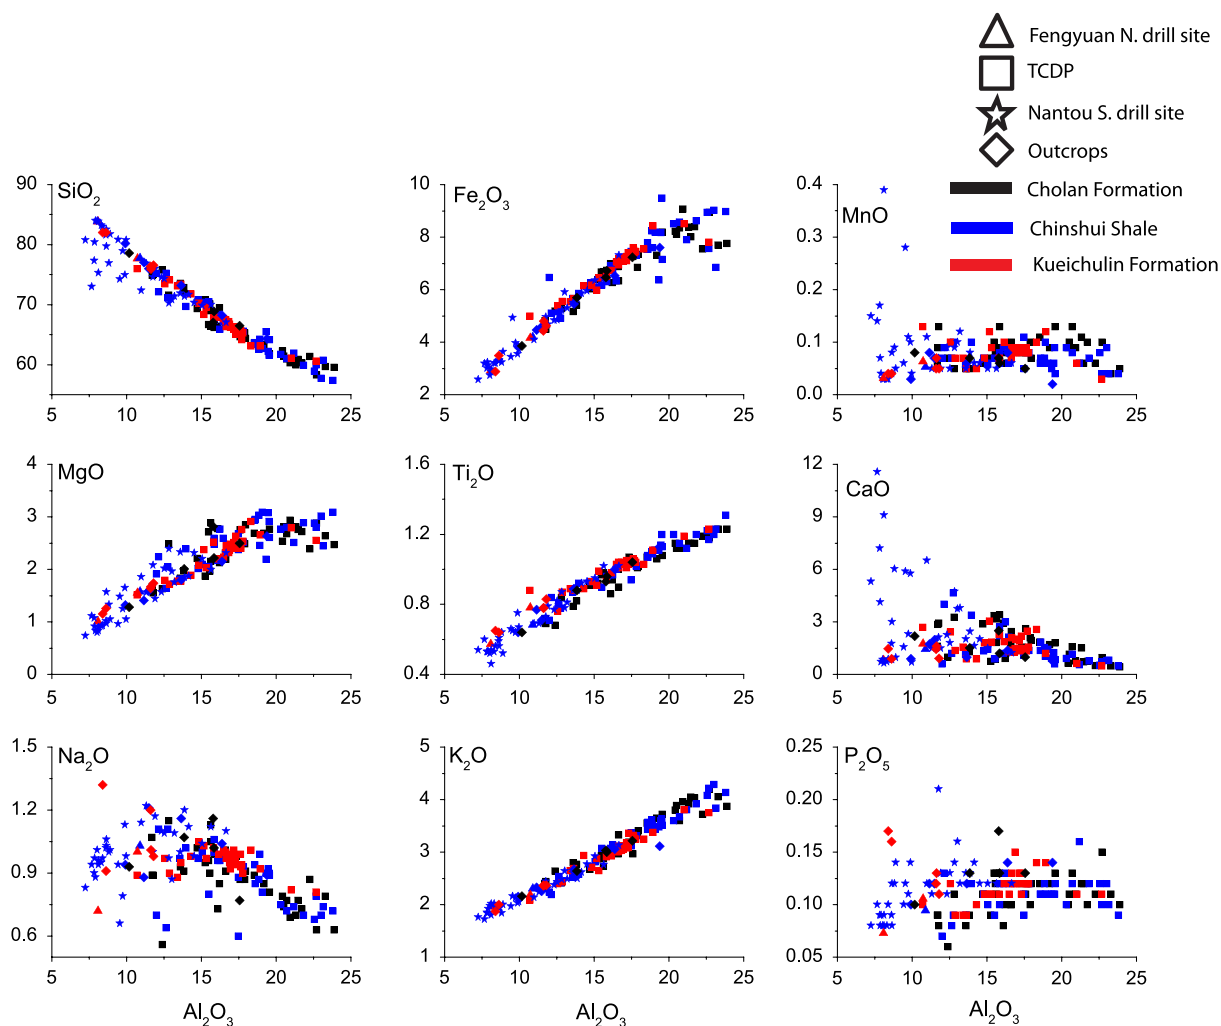 Fengyuan N. drill site
TCDP
Nantou S. drill site
Outcrops
Cholan Formation
Chinshui Shale
Kueichulin Formation
90
80
70
60
SiO2
5 10 15 20 25
10
8
6
4
2
Fe2O3
5 10 15 20 25
0.4
0.3
0.2
0.1
0.0
MnO
5 10 15 20 25
4
3
2
1
0
MgO
5 10 15 20 25
1.6
1.2
0.8
0.4
Ti2O
5 10 15 20 25
12
9
6
3
0
CaO
5 10 15 20 25
1.5
1.2
0.9
0.6
Na2O
5 10 15 20 25
Al2O3
5
4
3
2
1
K2O
5 10 15 20 25
Al2O3
0.25
0.20
0.15
0.10
0.05
P2O5
5 10 15 20 25
Al2O3